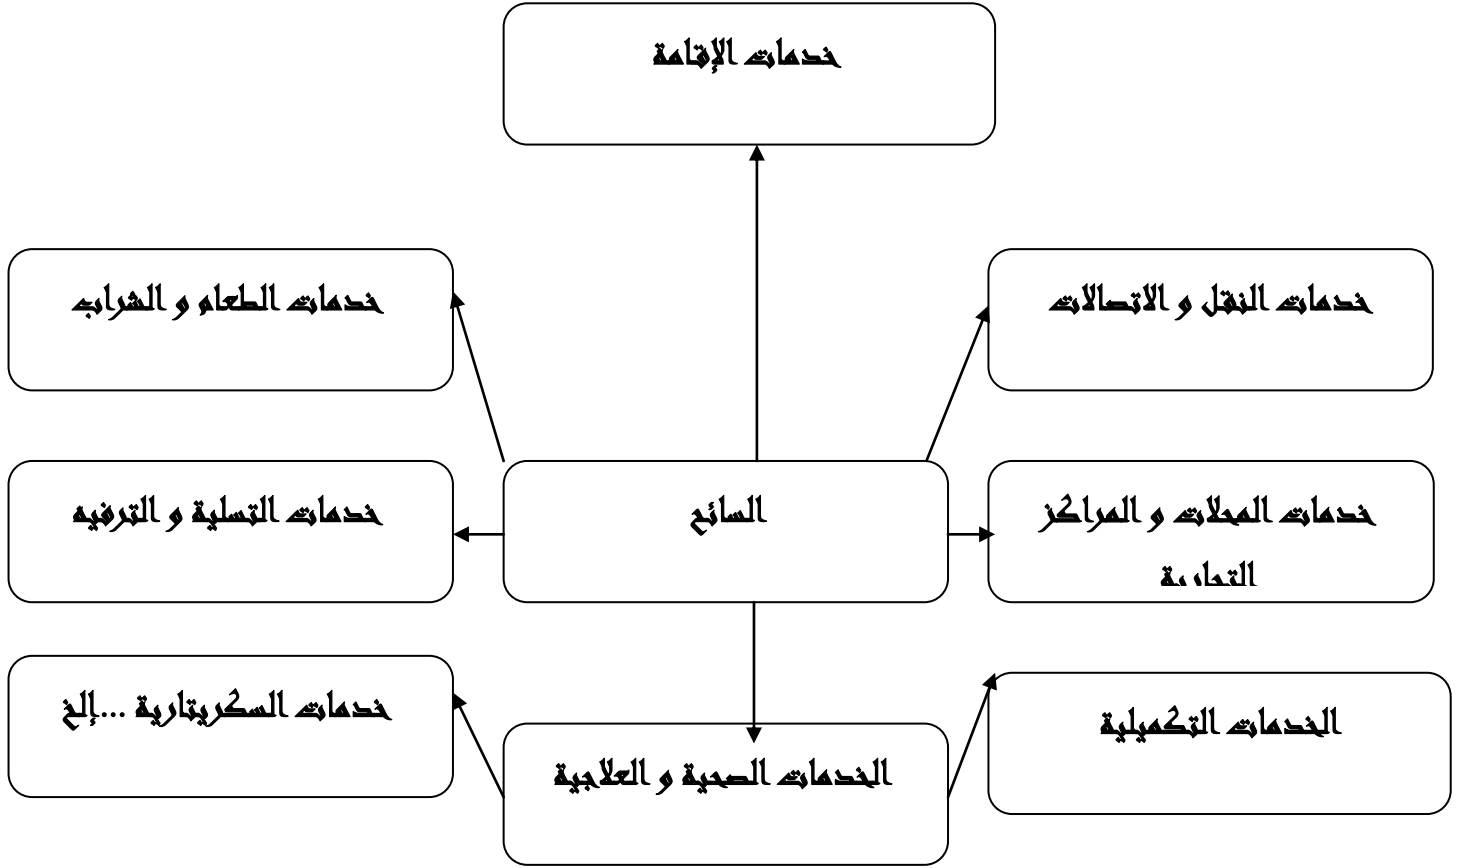 خدمات الإقامة
خدمات النقل و الاتصالات
خدمات الطعام و الشراب
خدمات المحلات و المراكز
التجارية
السائح
خدمات التسلية و الترفيه
الخدمات التكميلية
الخدمات الصحية و العلاجية
خدمات السكريتارية ...إلخ